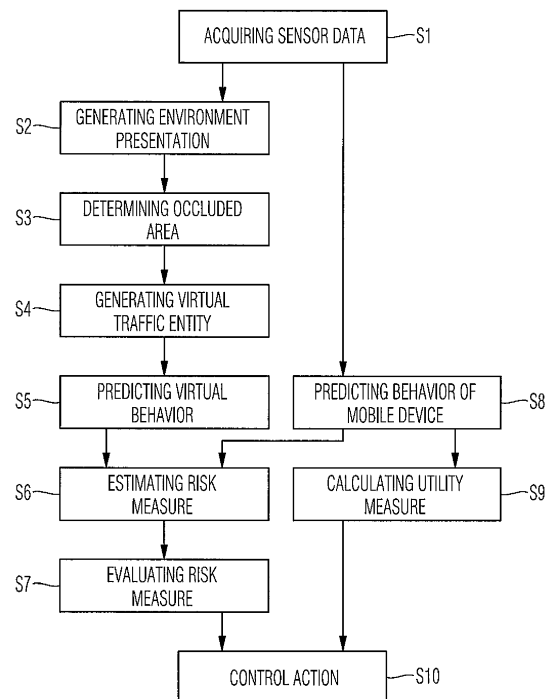 ACQUIRING SENSOR DATA S1
S2 GENERATING ENVIRONMENT
PRESENTATION
S3 DETERMINING OCCLUDED
AREA
S4 GENERATING VIRTUAL
TRAFFIC ENTITY
S5 PREDICTING VIRTUAL
BEHAVIOR
PREDICTING BEHAVIOR OF
MOBILE DEVICE S8
S6 ESTIMATING RISK
MEASURE
CALCULATING UTILITY
MEASURE S9
S7 EVALUATING RISK
MEASURE
CONTROL ACTION S10